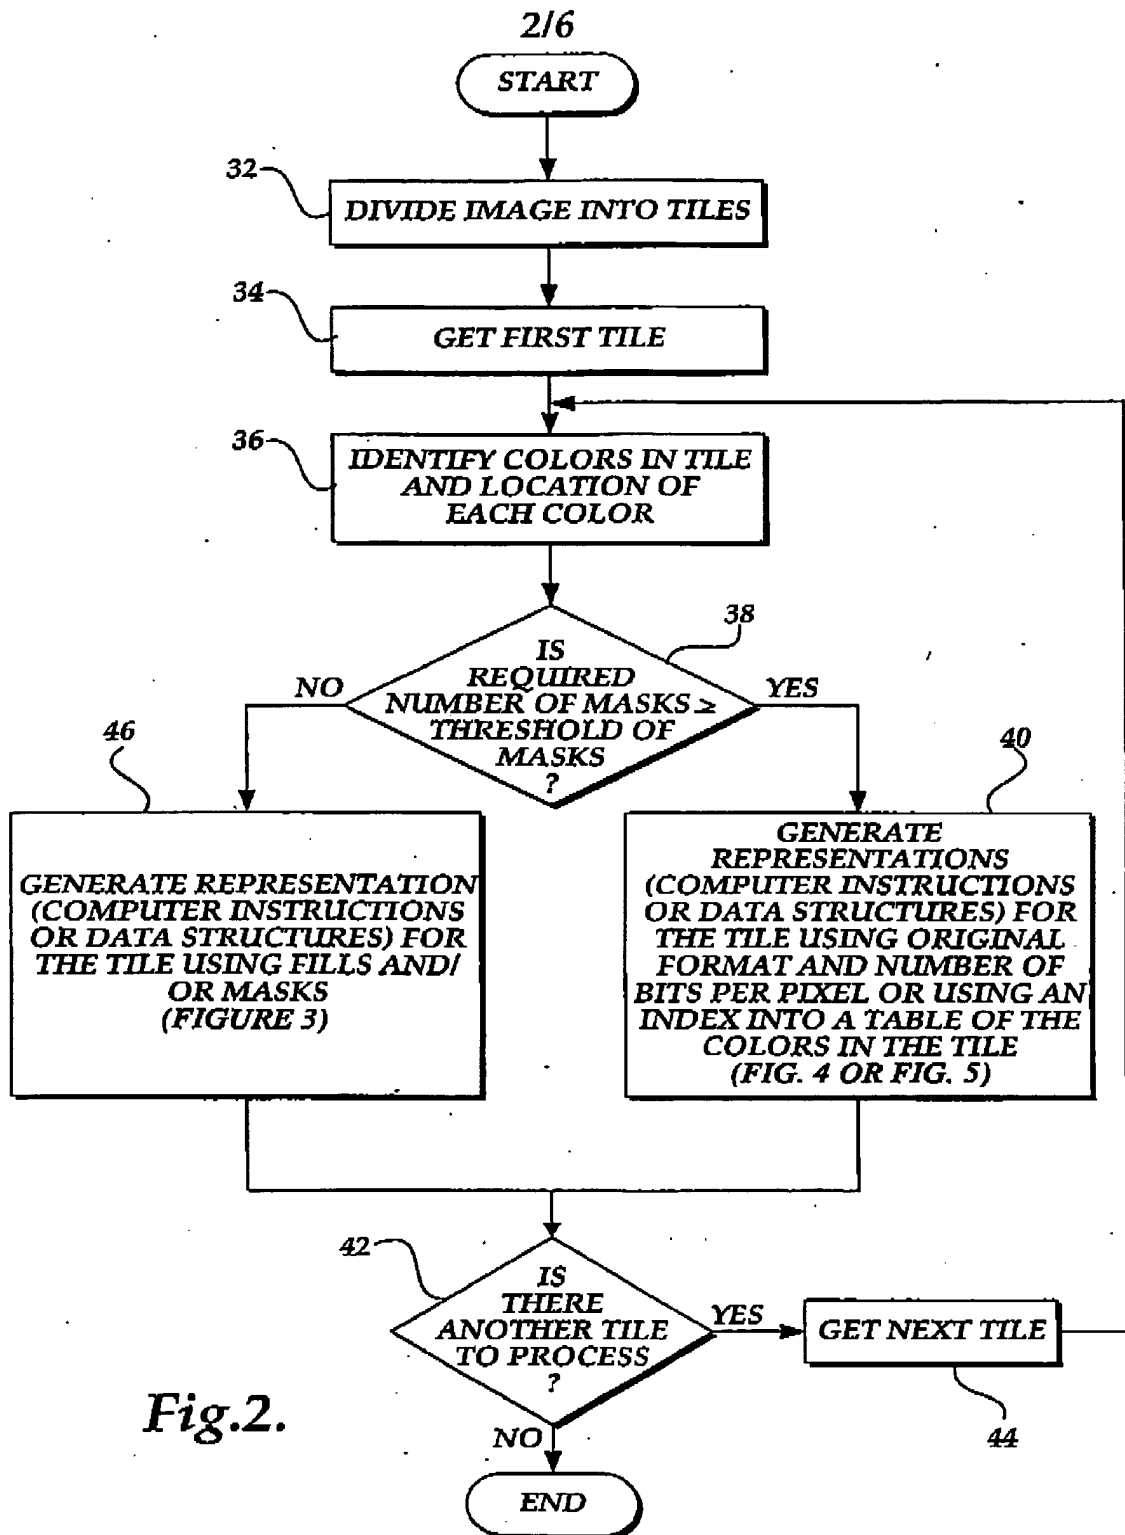 2/6
START
32
DIVIDE IMAGE INTO TILES
34
GET FIRST TILE
36
IDENTIFY COLORS IN TILE
AND LOCATION OF
EACH COLOR
38
IS
REQUIRED
NUMBER OF MASKS ≥
THRESHOLD OF
MASKS
?
NO
YES
46
GENERATE REPRESENTATION
(COMPUTER INSTRUCTIONS
OR DATA STRUCTURES) FOR
THE TILE USING FILLS AND/
OR MASKS
(FIGURE 3)
40
GENERATE
REPRESENTATIONS
(COMPUTER INSTRUCTIONS
OR DATA STRUCTURES) FOR
THE TILE USING ORIGINAL
FORMAT AND NUMBER OF
BITS PER PIXEL OR USING AN
INDEX INTO A TABLE OF THE
COLORS IN THE TILE
(FIG. 4 OR FIG. 5)
42
IS
THERE
ANOTHER TILE
TO PROCESS
?
YES
GET NEXT TILE
44
NO
END
Fig.2.